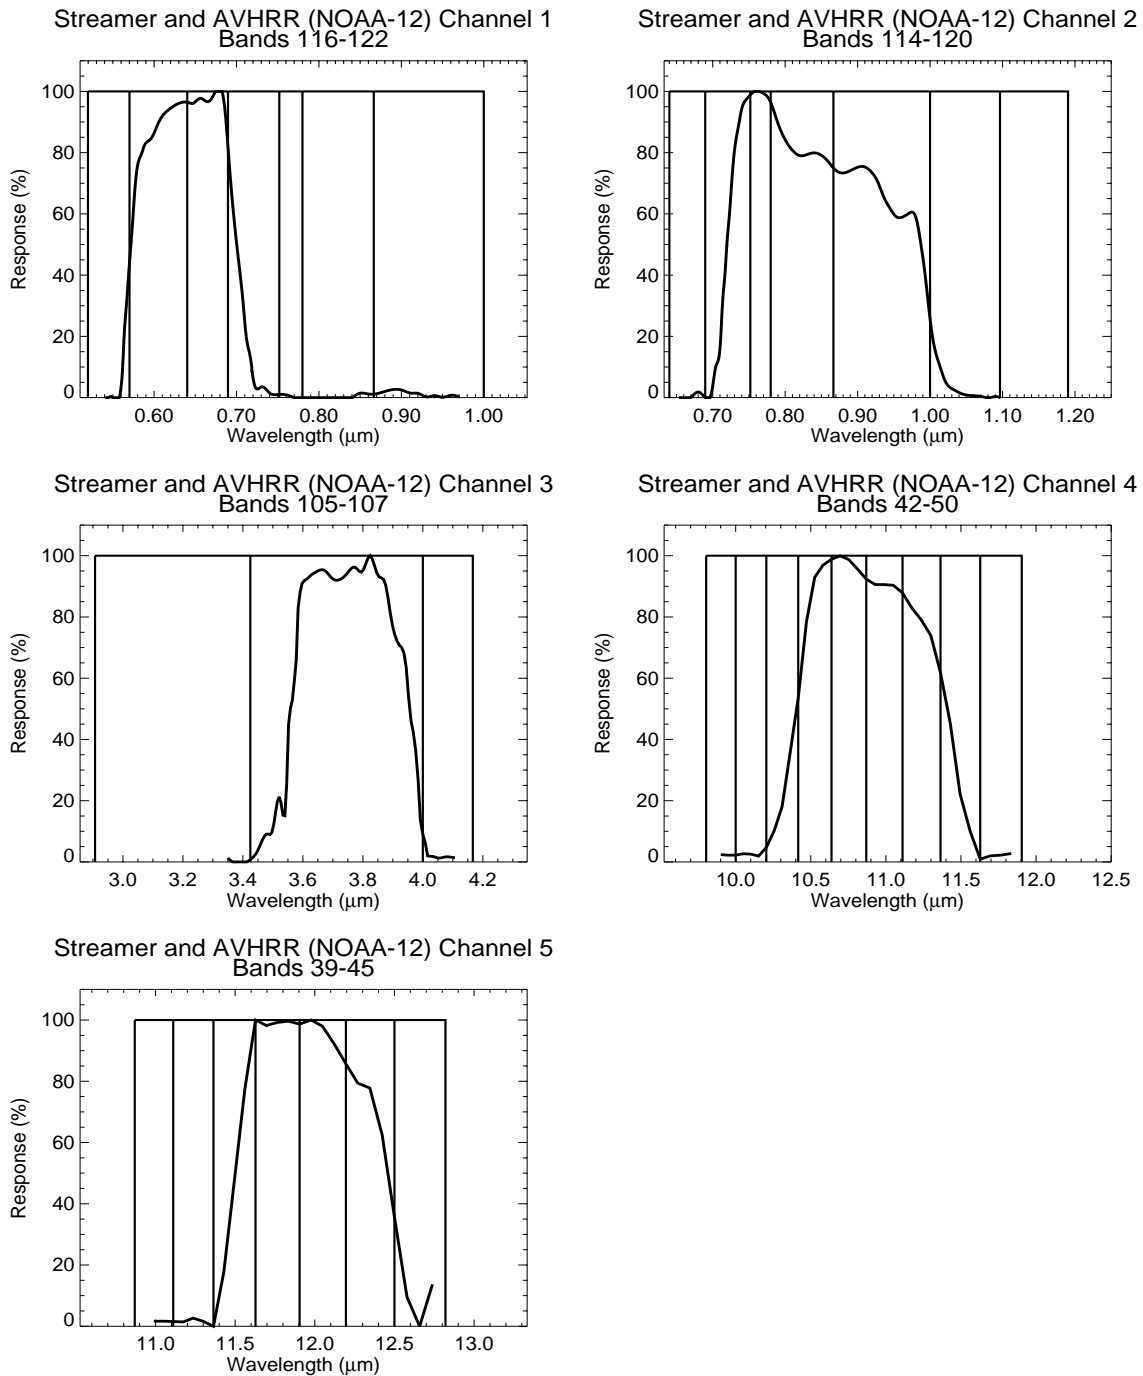 Streamer and AVHRR (NOAA-12) Channel 1
Bands 116-122
100
80
60
40
20
0
Response (%)
0.60 0.70 0.80 0.90 1.00
Wavelength (μm)
Streamer and AVHRR (NOAA-12) Channel 2
Bands 114-120
100
80
60
40
20
0
Response (%)
0.70 0.80 0.90 1.00 1.10 1.20
Wavelength (μm)
Streamer and AVHRR (NOAA-12) Channel 3
Bands 105-107
100
80
60
40
20
0
Response (%)
3.0 3.2 3.4 3.6 3.8 4.0 4.2
Wavelength (μm)
Streamer and AVHRR (NOAA-12) Channel 4
Bands 42-50
100
80
60
40
20
0
Response (%)
10.0 10.5 11.0 11.5 12.0 12.5
Wavelength (μm)
Streamer and AVHRR (NOAA-12) Channel 5
Bands 39-45
100
80
60
40
20
0
Response (%)
11.0 11.5 12.0 12.5 13.0
Wavelength (μm)